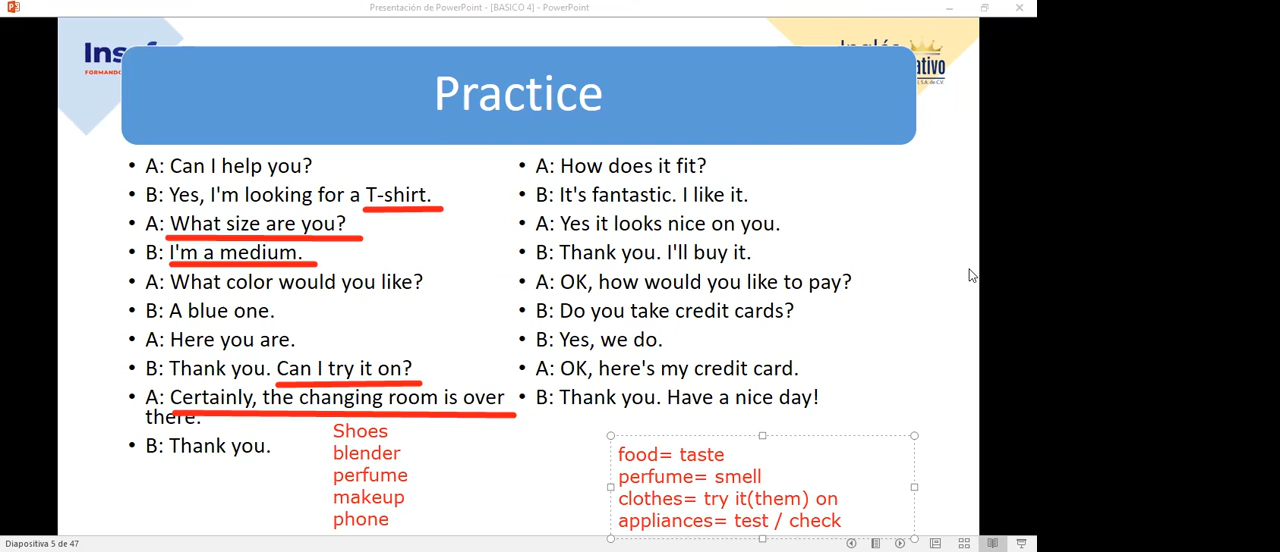 Presentación de PowerPoint - [BASICO 4] - PowerPoint
FORMANDO
Practice
• A: Can I help you?
• B: Yes, I'm looking for a T-shirt.
• A: What size are you?
• B: I'm a medium.
• A: What color would you like?
• B: A blue one.
• A: Here you are.
• B: Thank you. Can I try it on?
• A: Certainly, the changing room is over
there.
• B: Thank you.
Shoes
blender
perfume
makeup
phone
• A: How does it fit?
• B: It's fantastic. I like it.
• A: Yes it looks nice on you.
• B: Thank you. I'll buy it.
• A: OK, how would you like to pay?
• B: Do you take credit cards?
• B: Yes, we do.
• A: OK, here's my credit card.
• B: Thank you. Have a nice day!
food= taste
perfume= smell
clothes= try it(them) on
appliances= test / check
Diapositiva 5 de 47